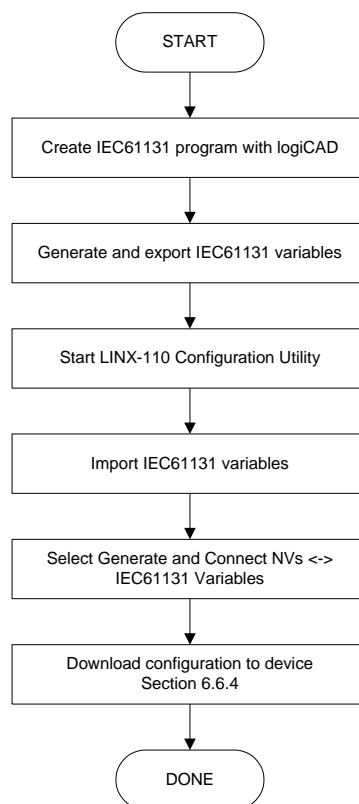 START
Create IEC61131 program with logiCAD
Generate and export IEC61131 variables
Start LINX-110 Configuration Utility
Import IEC61131 variables
Select Generate and Connect NVs <->
IEC61131 Variables
Download configuration to device
Section 6.6.4
DONE